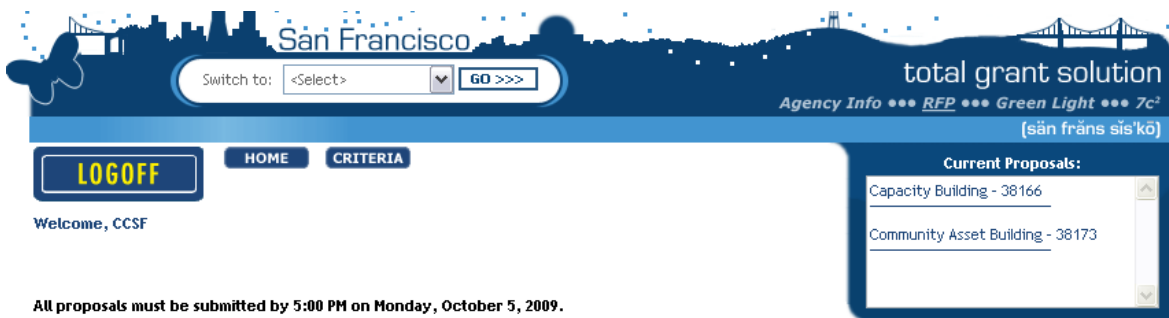 San Francisco
Switch to: <Select> GO >>>
total grant solution
Agency Info ●●● RFP ●●● Green Light ●●● 7c²
(sän frăns sĭs'kō)
LOGOFF
HOME CRITERIA
Welcome, CCSF
Current Proposals:
Capacity Building - 38166
Community Asset Building - 38173
All proposals must be submitted by 5:00 PM on Monday, October 5, 2009.